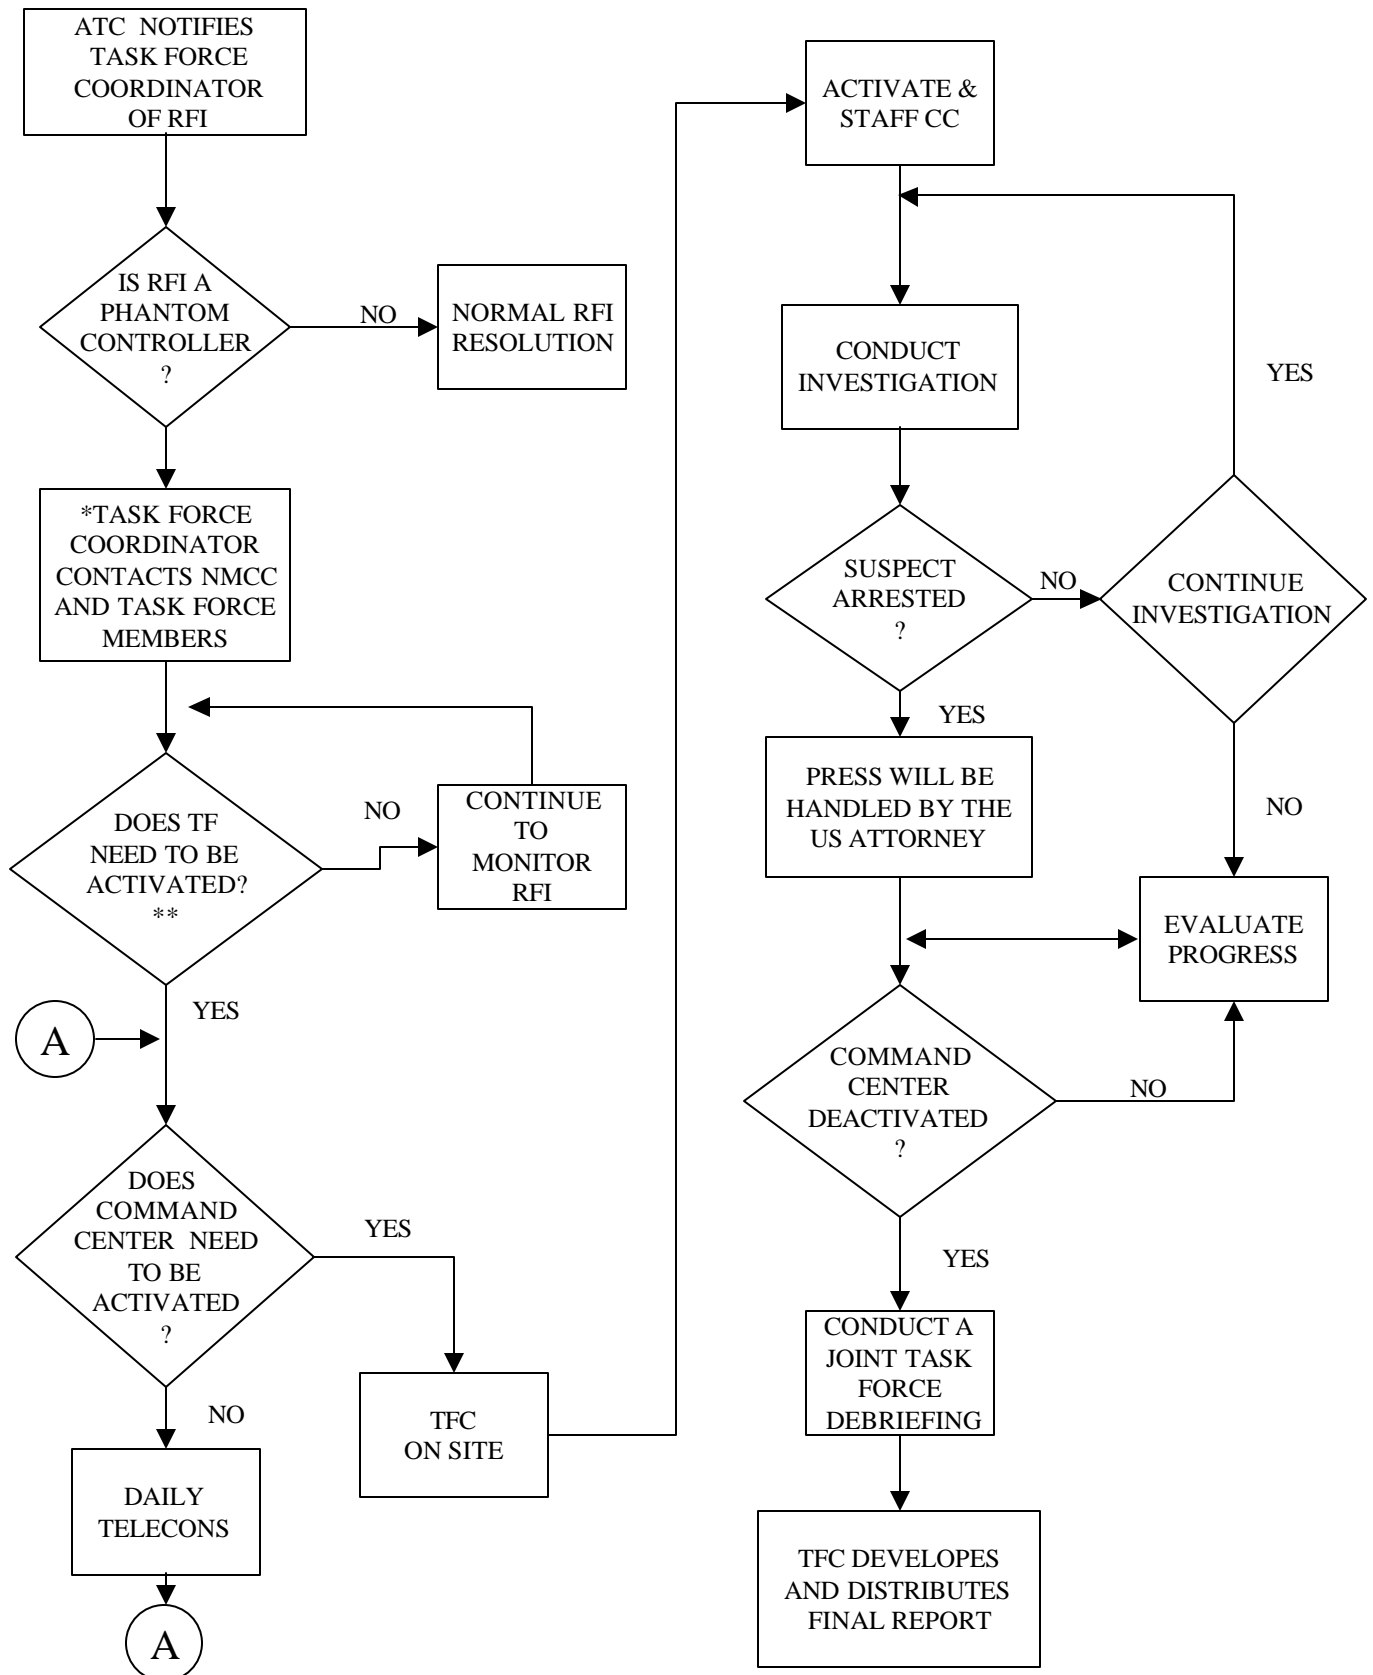 ATC NOTIFIES
TASK FORCE
COORDINATOR
OF RFI
IS RFI A
PHANTOM
CONTROLLER
?
NO
NORMAL RFI
RESOLUTION
*TASK FORCE
COORDINATOR
CONTACTS NMCC
AND TASK FORCE
MEMBERS
DOES TF
NEED TO BE
ACTIVATED?
**
NO
CONTINUE
TO
MONITOR
RFI
YES
A
DOES
COMMAND
CENTER NEED
TO BE
ACTIVATED
?
YES
TFC
ON SITE
NO
DAILY
TELECONS
A
ACTIVATE &
STAFF CC
CONDUCT
INVESTIGATION
YES
SUSPECT
ARRESTED
?
NO
CONTINUE
INVESTIGATION
YES
PRESS WILL BE
HANDLED BY THE
US ATTORNEY
NO
EVALUATE
PROGRESS
COMMAND
CENTER
DEACTIVATED
?
NO
YES
CONDUCT A
JOINT TASK
FORCE
DEBRIEFING
TFC DEVELOPES
AND DISTRIBUTES
FINAL REPORT